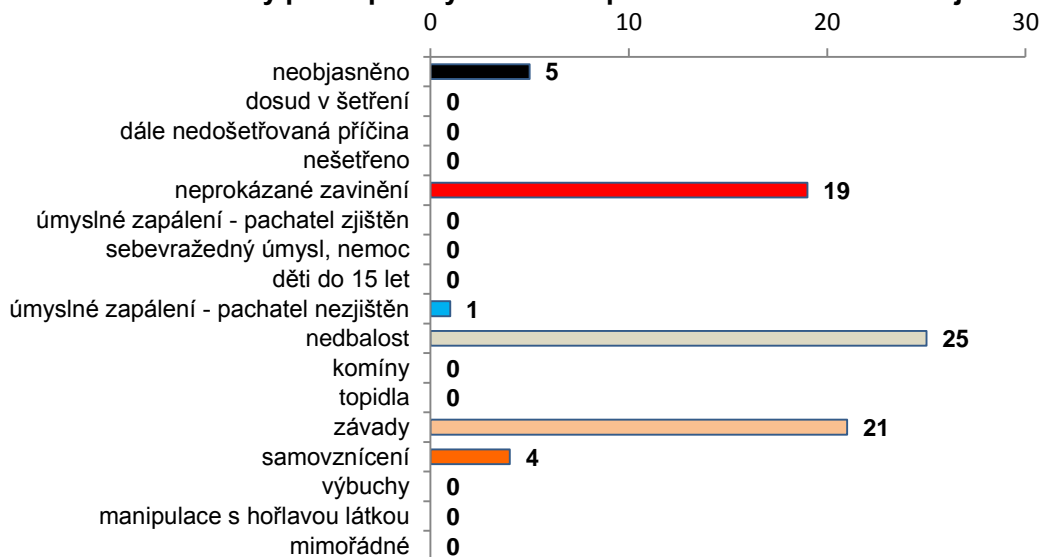 0 10 20 30
neobjasněno 5
dosud v šetření 0
dále nedošetřovaná příčina 0
nešetřeno 0
neprokázané zavinění 19
úmyslné zapálení - pachatel zjištěn 0
sebevražedný úmysl, nemoc 0
děti do 15 let 0
úmyslné zapálení - pachatel nezjištěn 1
nedbalost 25
komíny 0
topidla 0
závady 21
samovznícení 4
výbuchy 0
manipulace s hořlavou látkou 0
mimořádné 0